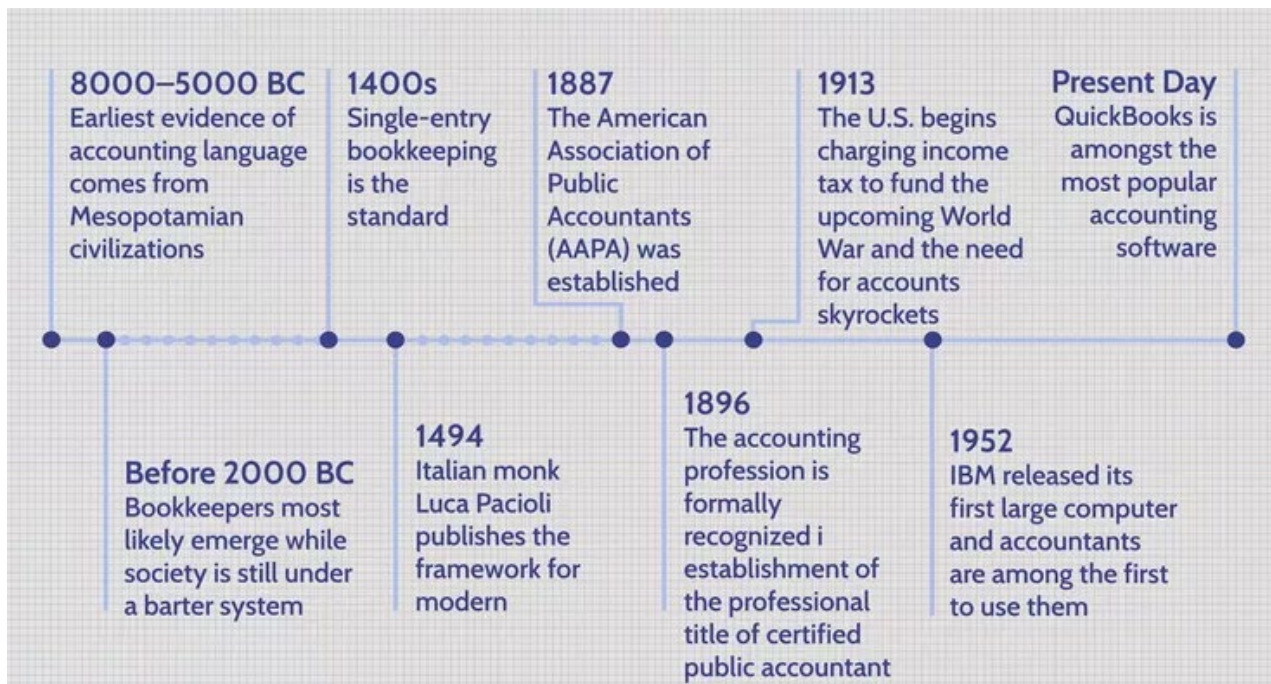 8000–5000 BC
Earliest evidence of
accounting language
comes from
Mesopotamian
civilizations
Before 2000 BC
Bookkeepers most
likely emerge while
society is still under
a barter system
1400s
Single-entry
bookkeeping
is the
standard
1494
Italian monk
Luca Pacioli
publishes the
framework for
modern
1887
The American
Association of
Public
Accountants
(AAPA) was
established
1896
The accounting
profession is
formally
recognized i
establishment of
the professional
title of certified
public accountant
1913
The U.S. begins
charging income
tax to fund the
upcoming World
War and the need
for accounts
skyrockets
1952
IBM released its
first large computer
and accountants
are among the first
to use them
Present Day
QuickBooks is
amongst the
most popular
accounting
software